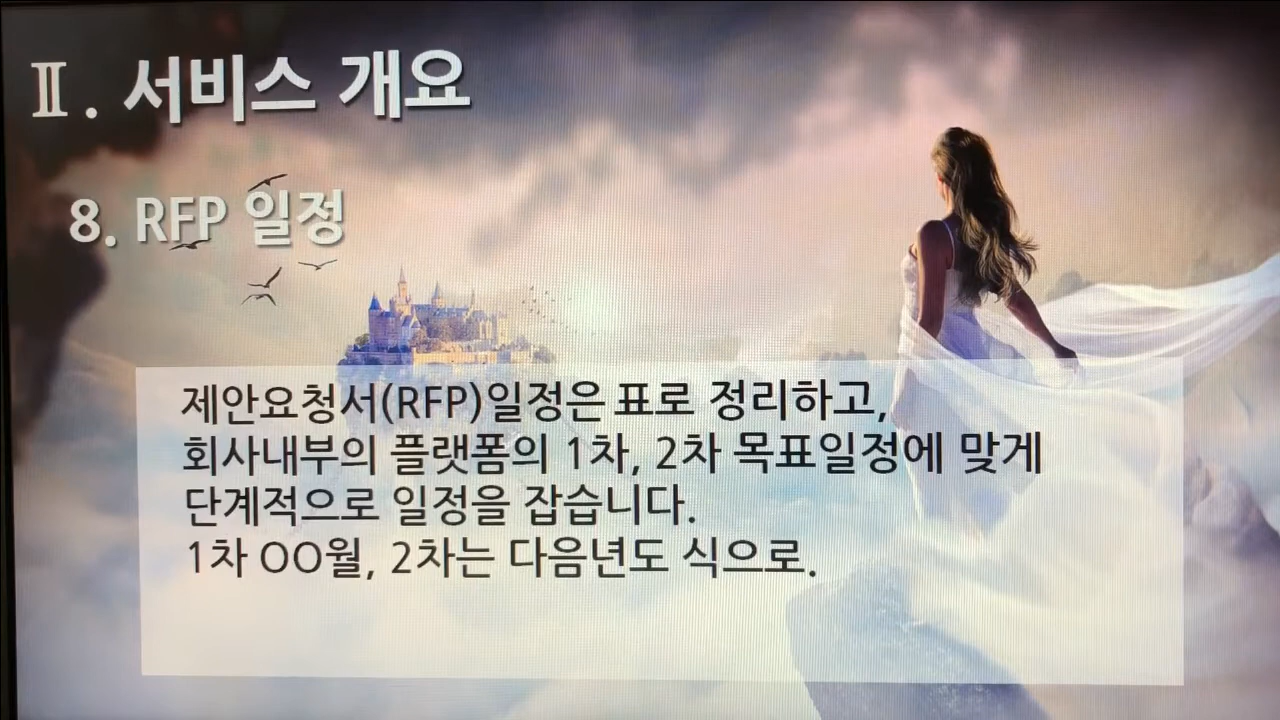 Ⅱ. 서비스 개요
8. RFP 일정
제안요청서(RFP)일정은 표로 정리하고,
회사내부의 플랫폼의 1차, 2차 목표일정에 맞게
단계적으로 일정을 잡습니다.
1차 OO월, 2차는 다음년도 식으로.